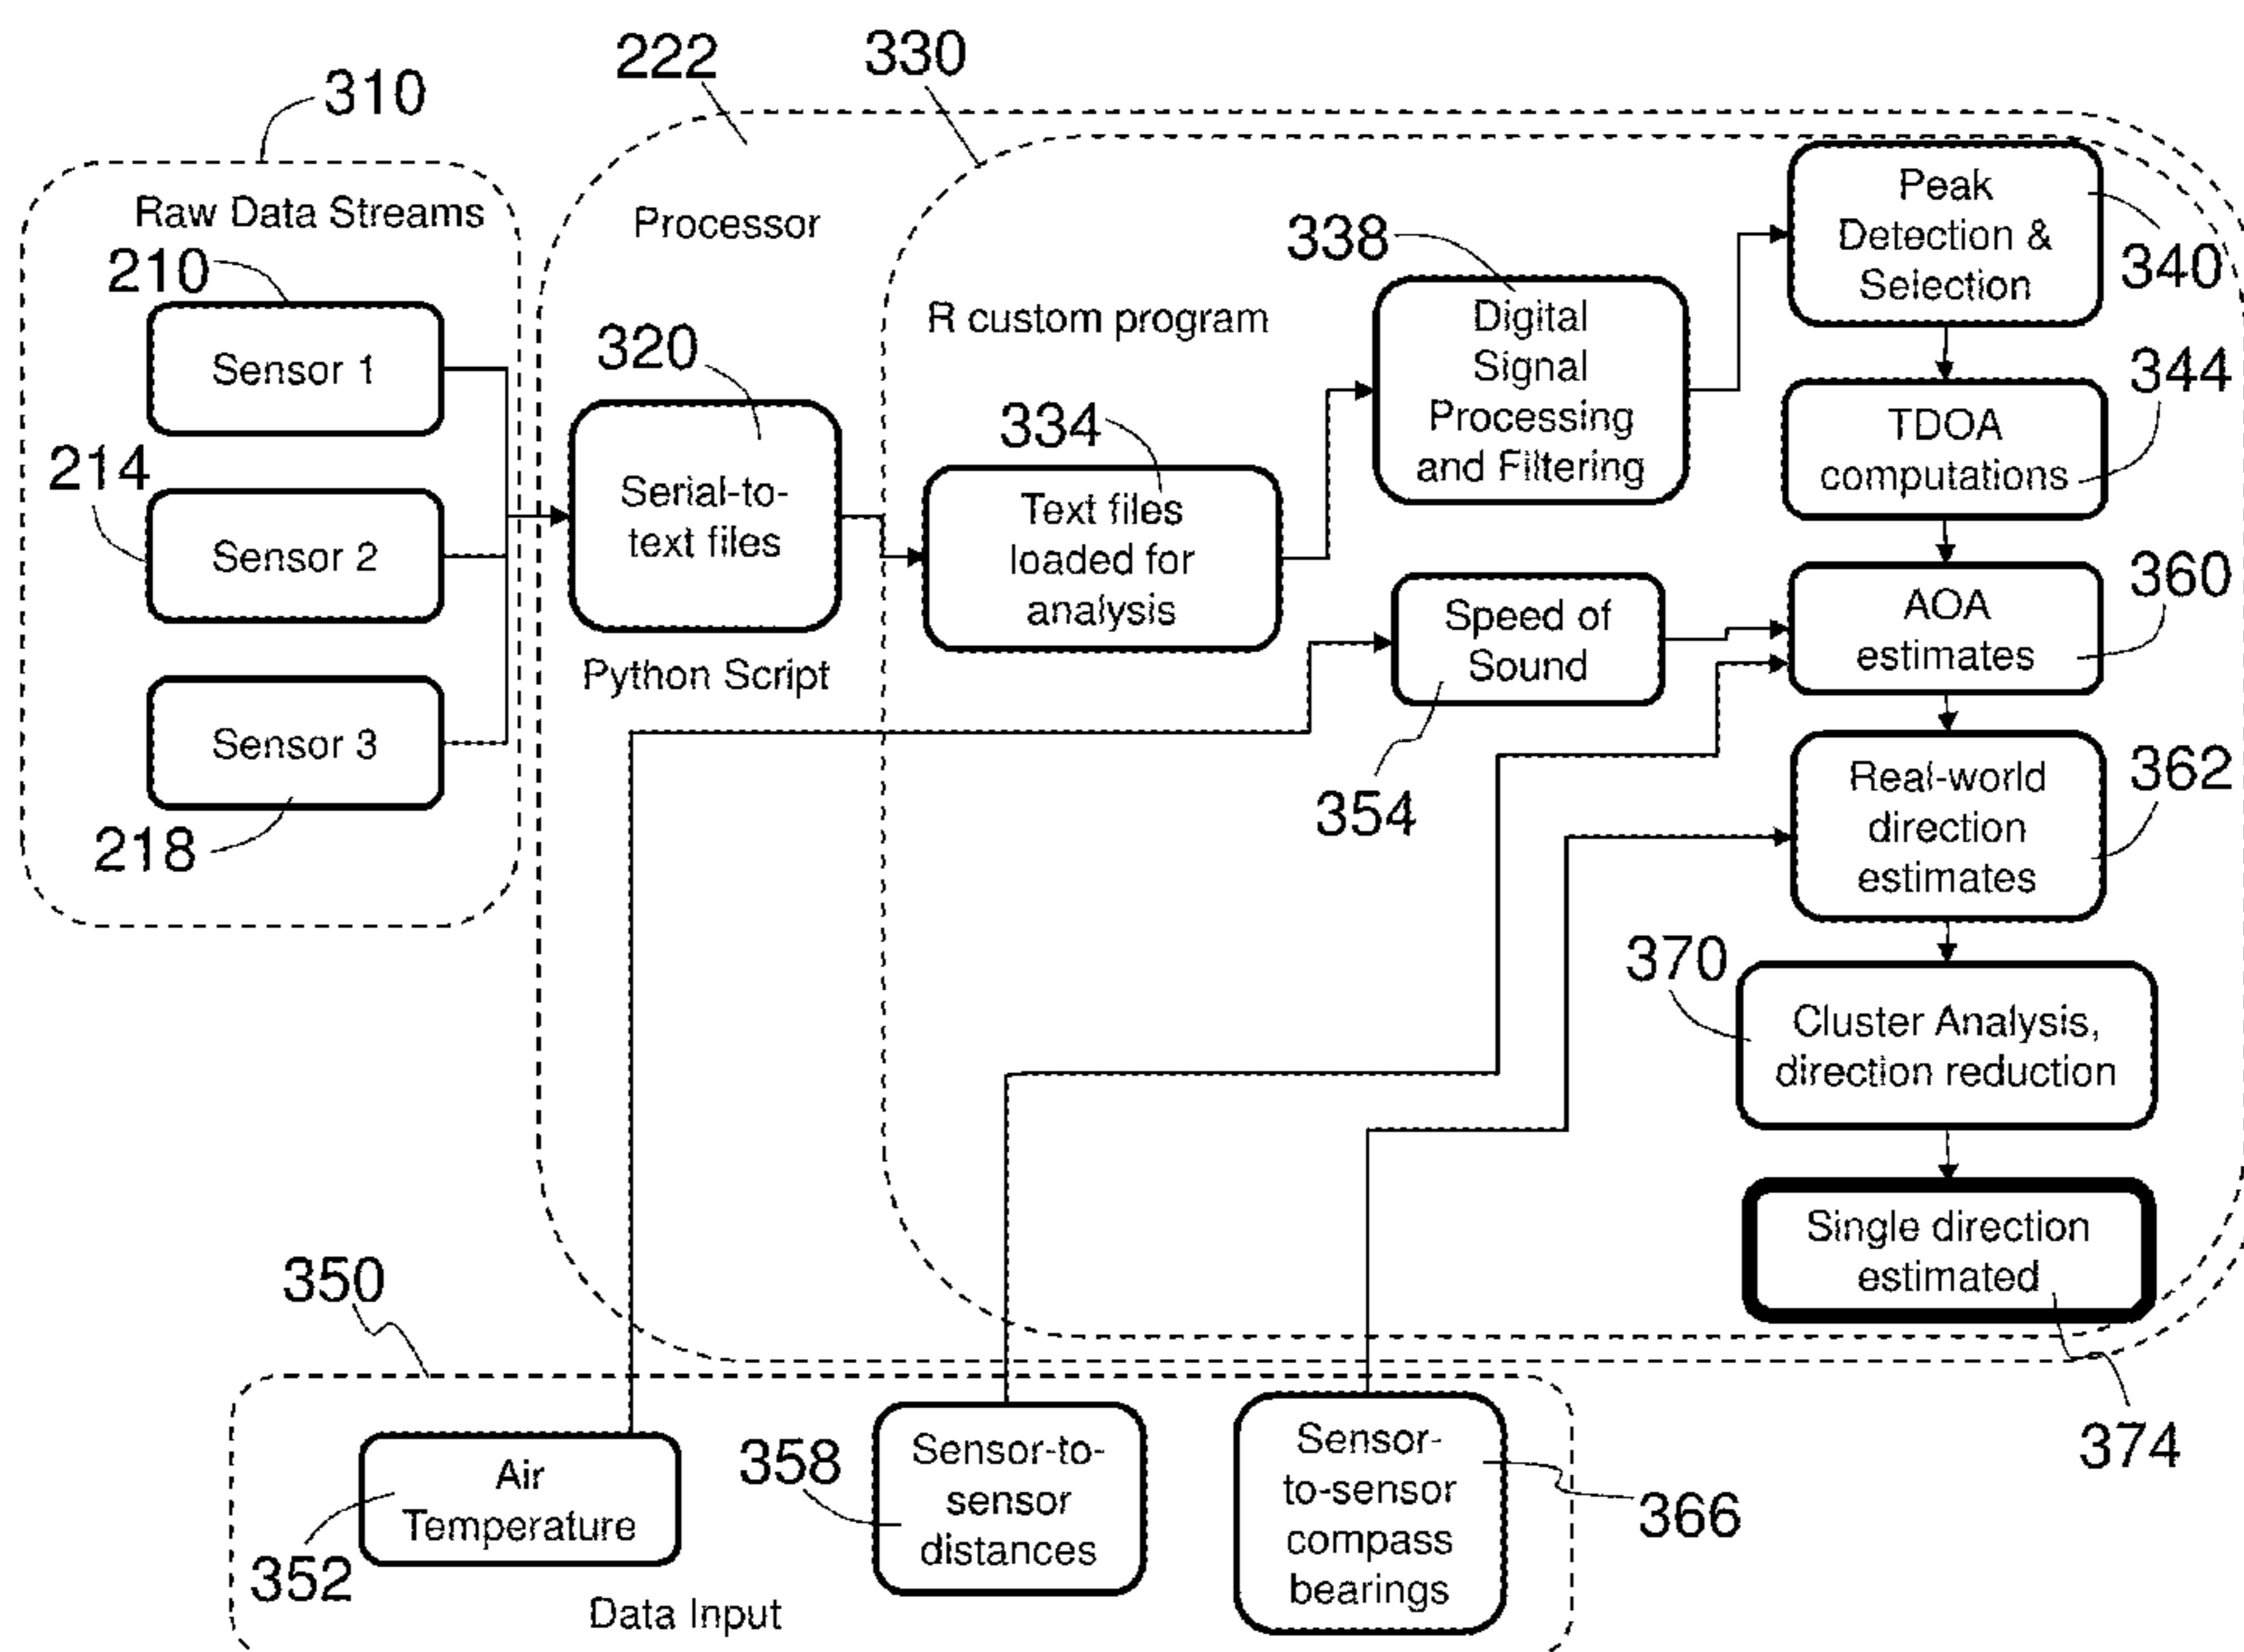 222
330
310
Raw Data Streams
210
Sensor 1
214
Sensor 2
Sensor 3
218
Processor
320
Serial-to-
text files
Python Script
R custom program
334
Text files
loaded for
analysis
338
Digital
Signal
Processing
and Filtering
Peak
Detection &
Selection
340
344
TDOA
computations
Speed of
Sound
354
AOA
estimates
360
Real-world
direction
estimates
362
370
Cluster Analysis,
direction reduction
Single direction
estimated
374
350
Air
Temperature
352
Data Input
358
Sensor-to-
sensor
distances
Sensor-
to-sensor
compass
bearings
366